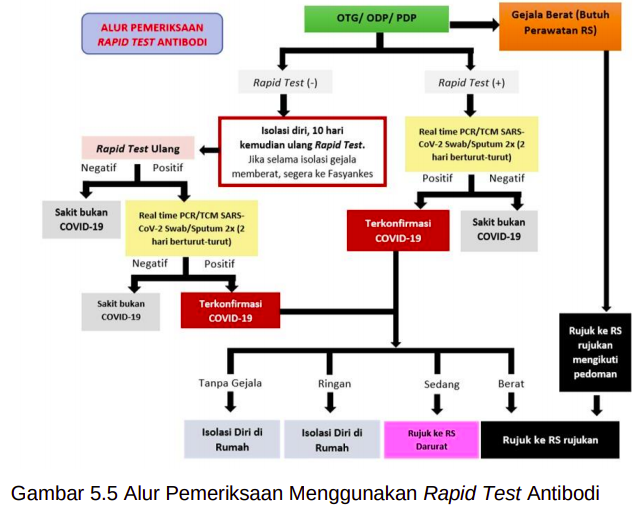 ALUR PEMERIKSAAN
RAPID TEST ANTIBODI
OTG/ ODP/ PDP
Gejala Berat (Butuh
Perawatan RS)
Rapid Test (-)
Rapid Test (+)
Isolasi diri, 10 hari
kemudian ulang Rapid Test.
Jika selama isolasi gejala
memberat, segera ke Fasyankes
Real time PCR/TCM SARS-
CoV-2 Swab/Sputum 2x (2
hari berturut-turut)
Rapid Test Ulang
Negatif
Positif
Positif
Negatif
Sakit bukan
COVID-19
Real time PCR/TCM SARS-
CoV-2 Swab/Sputum 2x (2
hari berturut-turut)
Terkonfirmasi
COVID-19
Sakit bukan
COVID-19
Negatif
Positif
Sakit bukan
COVID-19
Terkonfirmasi
COVID-19
Rujuk ke RS
rujukan
mengikuti
pedoman
Tanpa Gejala
Ringan
Sedang
Berat
Isolasi Diri di
Rumah
Isolasi Diri di
Rumah
Rujuk ke RS
Darurat
Rujuk ke RS rujukan
Gambar 5.5 Alur Pemeriksaan Menggunakan Rapid Test Antibodi